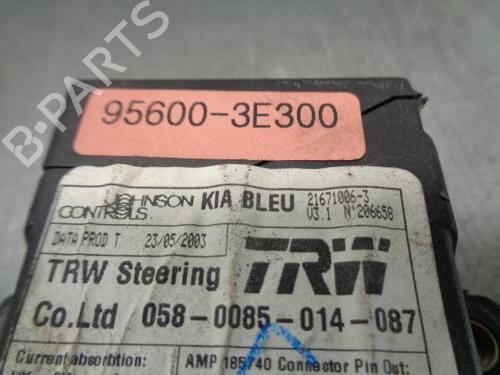 95600-3E300
JOHNSON CONTROLS KIA BLEU 21671006-3
V3.1 N°206658
DATA PROD T 23/05/2003
TRW Steering TRW
Co.Ltd 058-0085-014-087
Current absorbtion: AMP 185740 Connector Pin Out:
B-PARTS